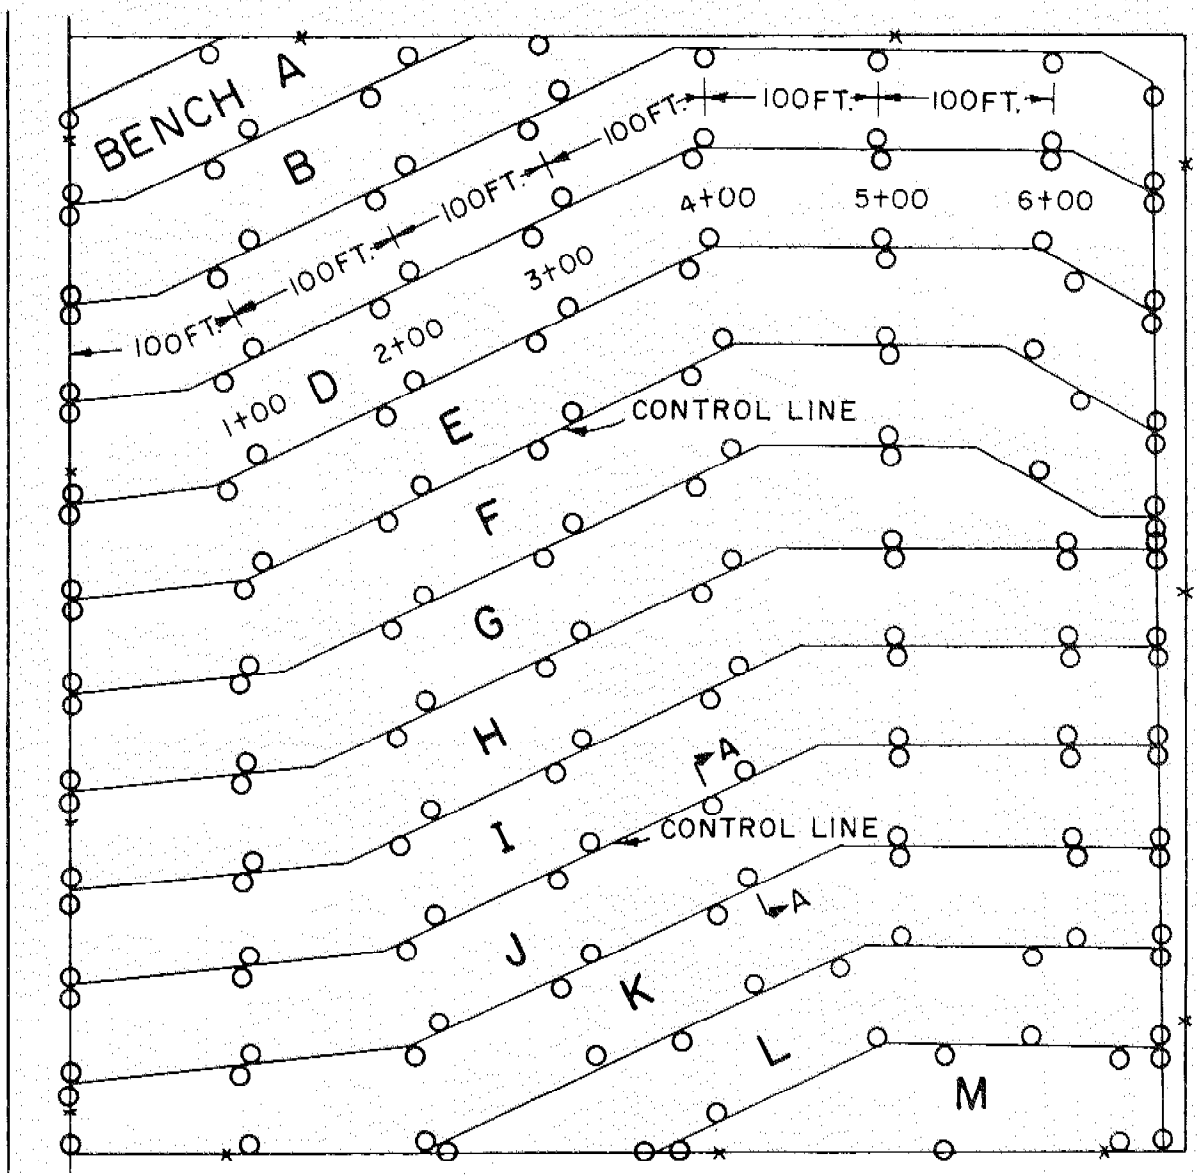 BENCH A
B
100FT.
100FT.
100FT.
100FT.
100FT.
100FT.
4+00
5+00
6+00
3+00
2+00
1+00
D
E
CONTROL LINE
F
G
H
A
I
CONTROL LINE
A
J
K
L
M